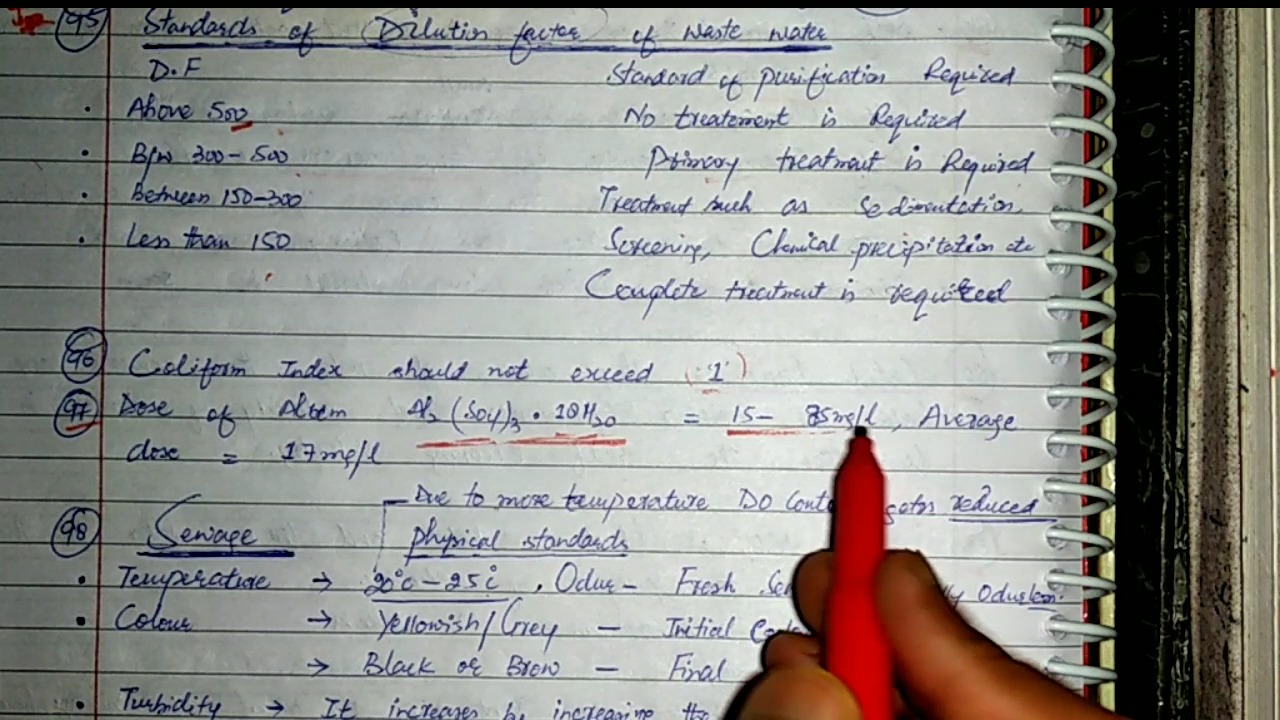 95 Standards of Dilution factor of waste water
D.F Standard of purification Required
• Above 500 No treatement is Required
• B/w 300-500 Primary treatment is Required
• Between 150-300 Treatment such as Sedimentation,
• Less than 150 Screening, Chemical precipitation etc
Complete treatment is required
96 Coliform Index should not exceed '1'
97 Dose of Altem Al2(SO4)3 • 18H2O = 15- 85mg/l, Average
dose = 17mg/l
Due to more temperature DO reduced
98 Sewage physical standards
• Temperature → 20°c-25°c, Odur- Fresh
• Colour → Yellowish/Grey - Initial
→ Black or Brow - Final
• Turbidity → It increases by increasing the